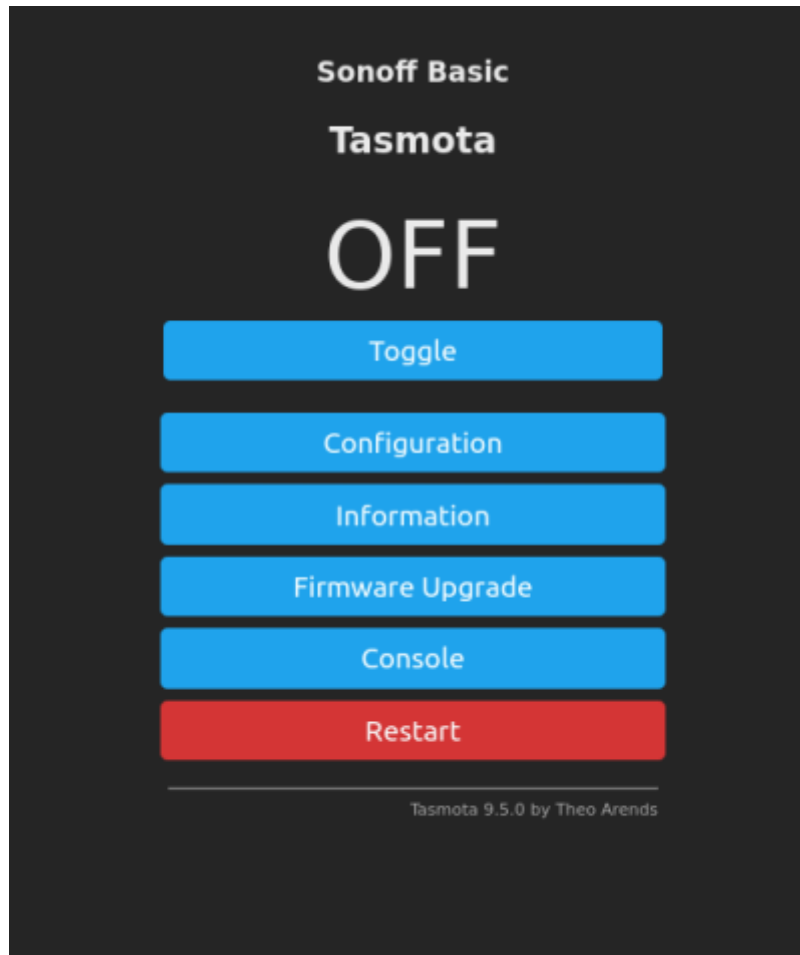 Sonoff Basic
Tasmota
OFF
Toggle
Configuration
Information
Firmware Upgrade
Console
Restart
Tasmota 9.5.0 by Theo Arends